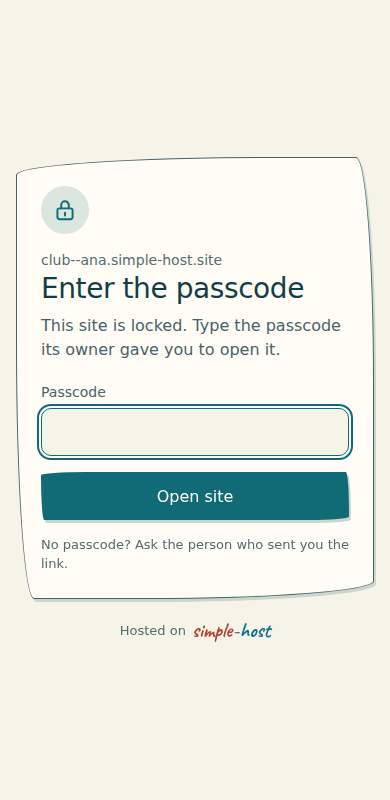 club--ana.simple-host.site
Enter the passcode
This site is locked. Type the passcode
its owner gave you to open it.
Passcode
Open site
No passcode? Ask the person who sent you the
link.
Hosted on simple-host